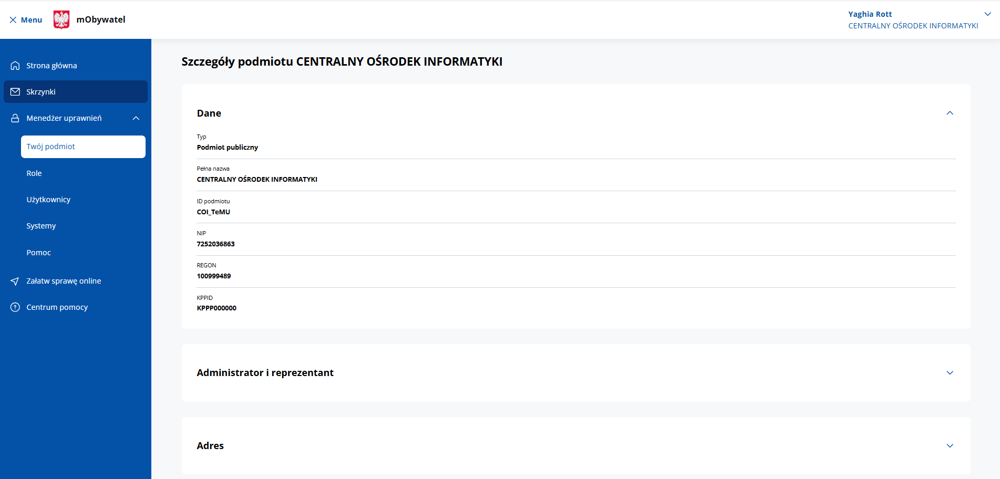 Menu
mObywatel
Yaghia Rott
CENTRALNY OŚRODEK INFORMATYKI
Strona główna
Skrzynki
Menedżer uprawnień
Twój podmiot
Role
Użytkownicy
Systemy
Pomoc
Załatw sprawę online
Centrum pomocy
Szczegóły podmiotu CENTRALNY OŚRODEK INFORMATYKI
Dane
Typ
Podmiot publiczny
Pełna nazwa
CENTRALNY OŚRODEK INFORMATYKI
ID podmiotu
COI_TeMU
NIP
7252036863
REGON
100999489
KPPID
KPPP000000
Administrator i reprezentant
Adres